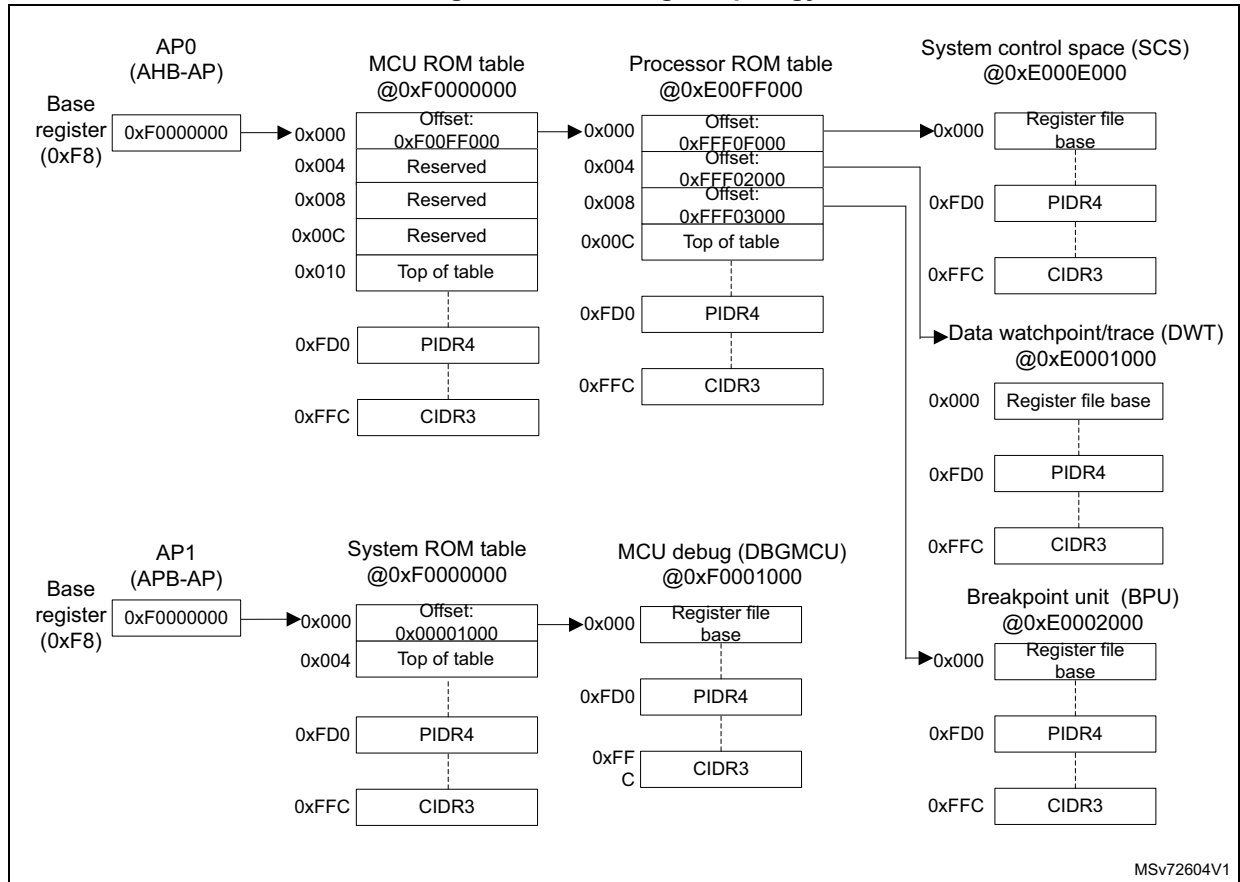 AP0
(AHB-AP)
Base
register
(0xF8)
0xF0000000
MCU ROM table
@0xF0000000
0x000
Offset:
0xF00FF000
0x004
Reserved
0x008
Reserved
0x00C
Reserved
0x010
Top of table
0xFD0
PIDR4
0xFFC
CIDR3
Processor ROM table
@0xE00FF000
0x000
Offset:
0xFFF0F000
0x004
Offset:
0xFFF02000
0x008
Offset:
0xFFF03000
0x00C
Top of table
0xFD0
PIDR4
0xFFC
CIDR3
System control space (SCS)
@0xE000E000
0x000
Register file
base
0xFD0
PIDR4
0xFFC
CIDR3
Data watchpoint/trace (DWT)
@0xE0001000
0x000
Register file base
0xFD0
PIDR4
0xFFC
CIDR3
AP1
(APB-AP)
Base
register
(0xF8)
0xF0000000
System ROM table
@0xF0000000
0x000
Offset:
0x00001000
0x004
Top of table
0xFD0
PIDR4
0xFFC
CIDR3
MCU debug (DBGMCU)
@0xF0001000
0x000
Register file
base
0xFD0
PIDR4
0xFF
C
CIDR3
Breakpoint unit (BPU)
@0xE0002000
0x000
Register file
base
0xFD0
PIDR4
0xFFC
CIDR3
MSv72604V1